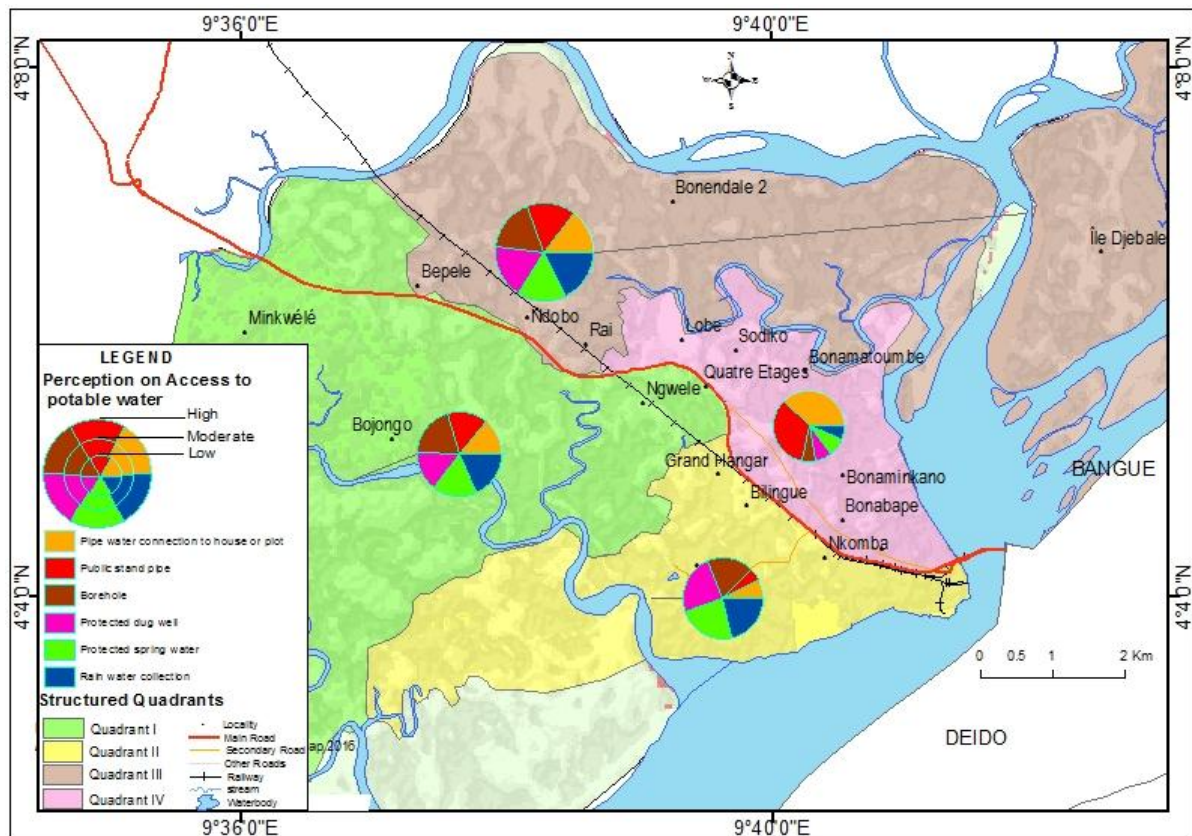 9°36'0"E
9°40'0"E
4°8'0"N
4°8'0"N
N
W
E
S
Bonendale 2
Île Djebale
Bepele
Ndobo
Minkwélé
Rai
Lobe
Sodiko
Bonamatoumbe
Quatre Etages
Ngwele
Bojongo
Grand Hangar
Bilingue
Bonaminkano
Bonabape
BANGUE
Nkomba
4°4'0"N
4°4'0"N
0 0.5 1 2 Km
DEIDO
LEGEND
Perception on Access to
potable water
High
Moderate
Low
Pipe water connection to house or plot
Public stand pipe
Borehole
Protected dug well
Protected spring water
Rain water collection
Structured Quadrants
Quadrant I
Quadrant II
Quadrant III
Quadrant IV
Locality
Main Road
Secondary Road
ap 2016
Other Roads
Railway
stream
Waterbody
9°36'0"E
9°40'0"E